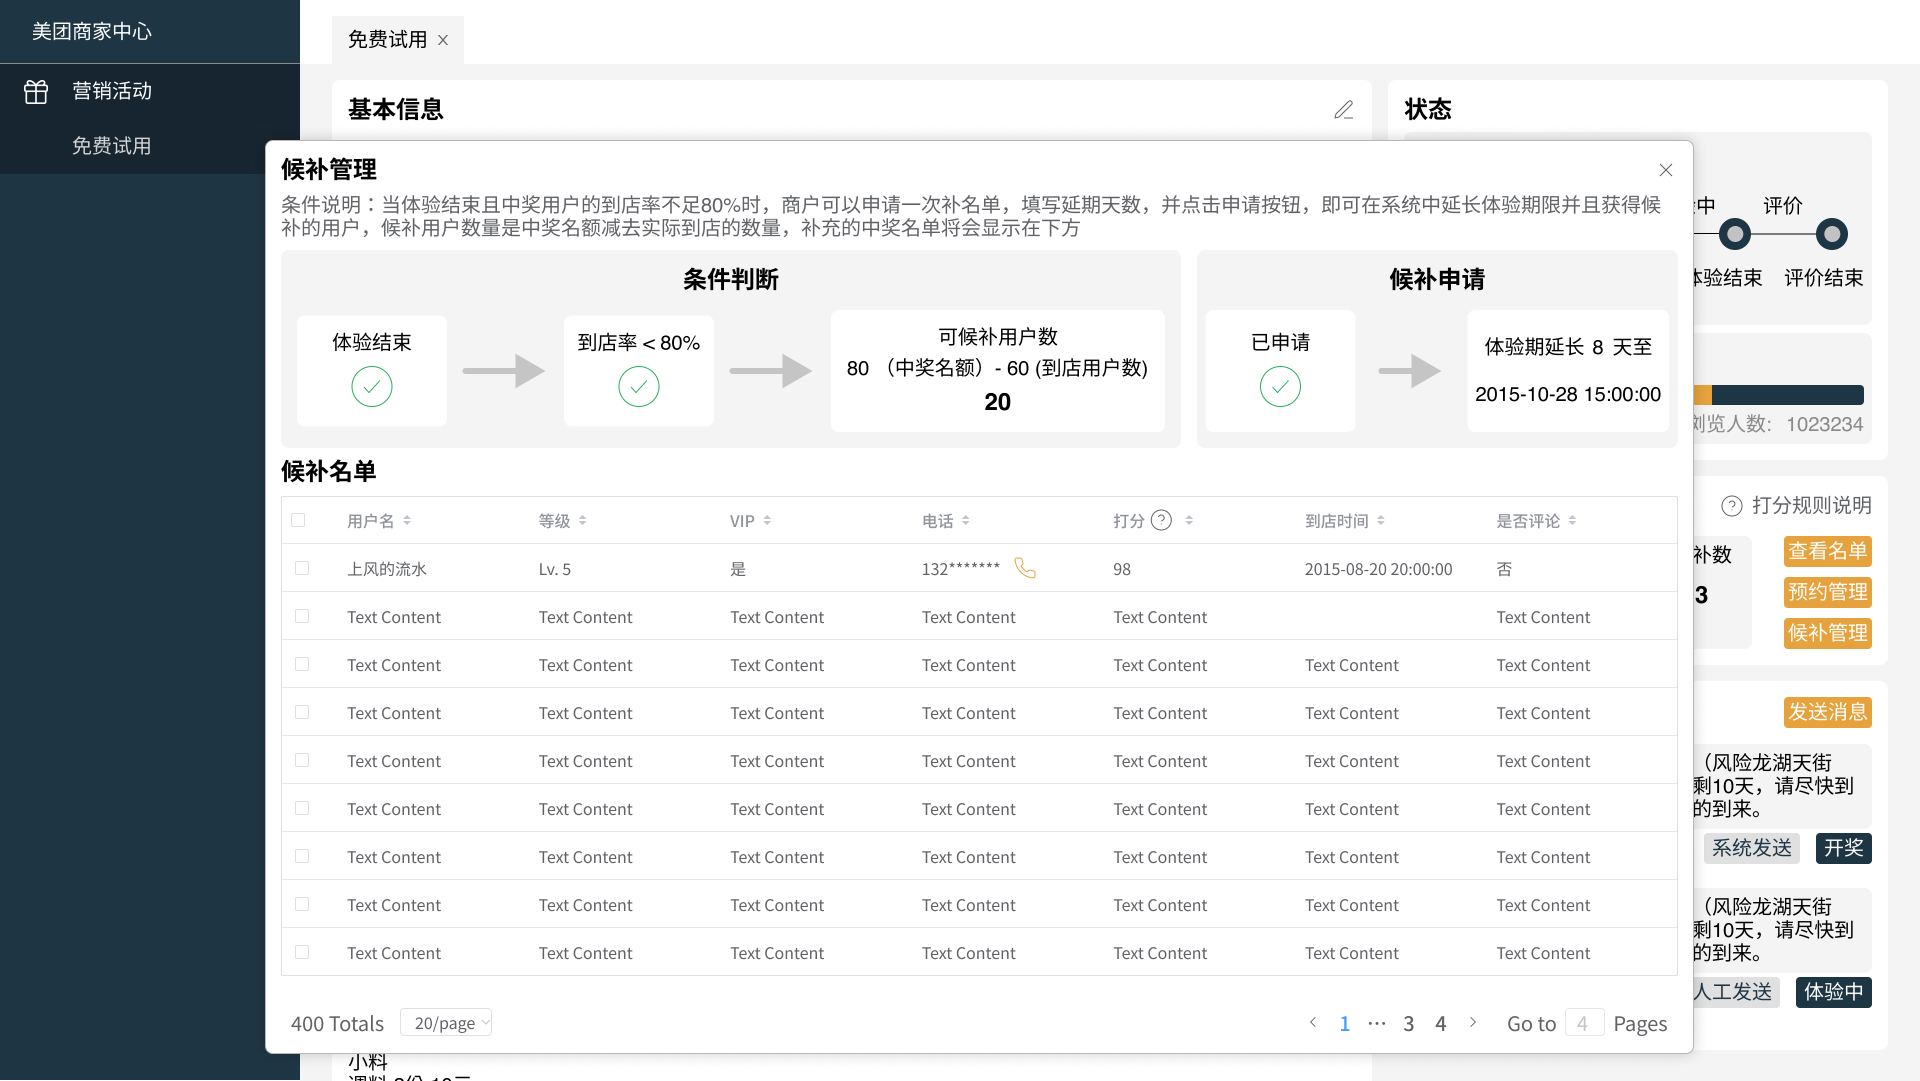 美团商家中心
免费试用
营销活动
免费试用
基本信息
状态
候补管理
条件说明：当体验结束且中奖用户的到店率不足80%时，商户可以申请一次补名单，填写延期天数，并点击申请按钮，即可在系统中延长体验期限并且获得候
补的用户，候补用户数量是中奖名额减去实际到店的数量，补充的中奖名单将会显示在下方
条件判断
体验结束
到店率＜80%
可候补用户数
80 （中奖名额）- 60 (到店用户数)
20
候补申请
已申请
体验期延长 8 天至
2015-10-28 15:00:00
候补名单
用户名 等级 VIP 电话 打分 ? 到店时间 是否评论
上风的流水 Lv. 5 是 132******* 98 2015-08-20 20:00:00 否
Text Content Text Content Text Content Text Content Text Content Text Content
Text Content Text Content Text Content Text Content Text Content Text Content Text Content
Text Content Text Content Text Content Text Content Text Content Text Content Text Content
Text Content Text Content Text Content Text Content Text Content Text Content Text Content
Text Content Text Content Text Content Text Content Text Content Text Content Text Content
Text Content Text Content Text Content Text Content Text Content Text Content Text Content
Text Content Text Content Text Content Text Content Text Content Text Content Text Content
Text Content Text Content Text Content Text Content Text Content Text Content Text Content
400 Totals 20/page 1 ··· 3 4 Go to 4 Pages
中 评价
体验结束 评价结束
浏览人数: 1023234
? 打分规则说明
补数
3
查看名单
预约管理
候补管理
发送消息
（风险龙湖天街
剩10天，请尽快到
的到来。
系统发送 开奖
（风险龙湖天街
剩10天，请尽快到
的到来。
人工发送 体验中
小料